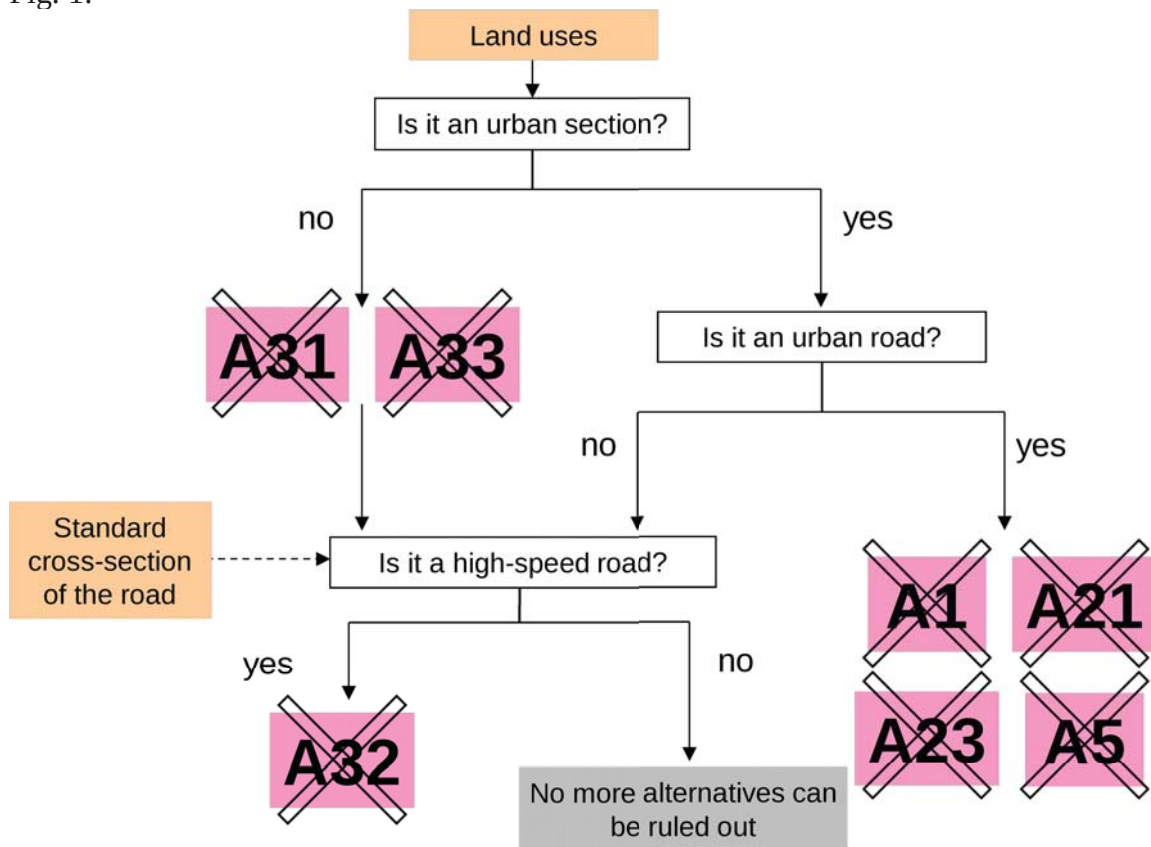 Fig. 1.
Land uses
Is it an urban section?
no
yes
A31
A33
Is it an urban road?
no
yes
Standard
cross-section
of the road
Is it a high-speed road?
A1
A21
yes
no
A32
A23
A5
No more alternatives can
be ruled out